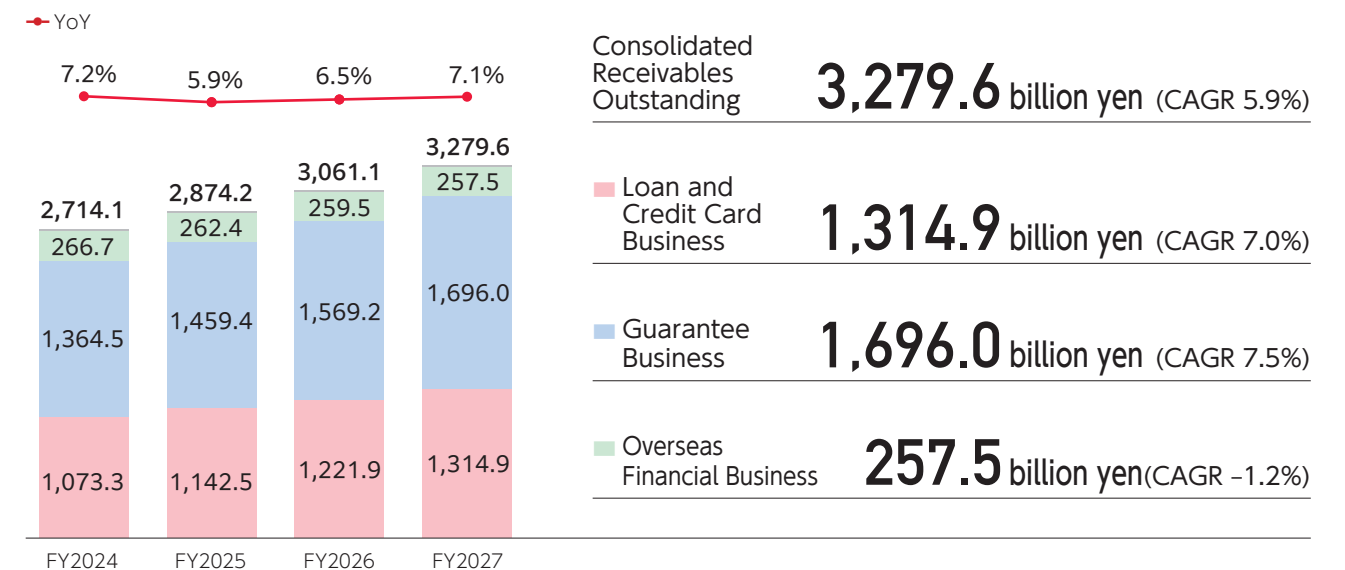 YoY
7.2%
5.9%
6.5%
7.1%
2,714.1
2,874.2
3,061.1
3,279.6
266.7
262.4
259.5
257.5
1,364.5
1,459.4
1,569.2
1,696.0
1,073.3
1,142.5
1,221.9
1,314.9
FY2024
FY2025
FY2026
FY2027
Consolidated
Receivables
Outstanding
3,279.6 billion yen (CAGR 5.9%)
Loan and
Credit Card
Business
1,314.9 billion yen (CAGR 7.0%)
Guarantee
Business
1,696.0 billion yen (CAGR 7.5%)
Overseas
Financial Business
257.5 billion yen(CAGR –1.2%)